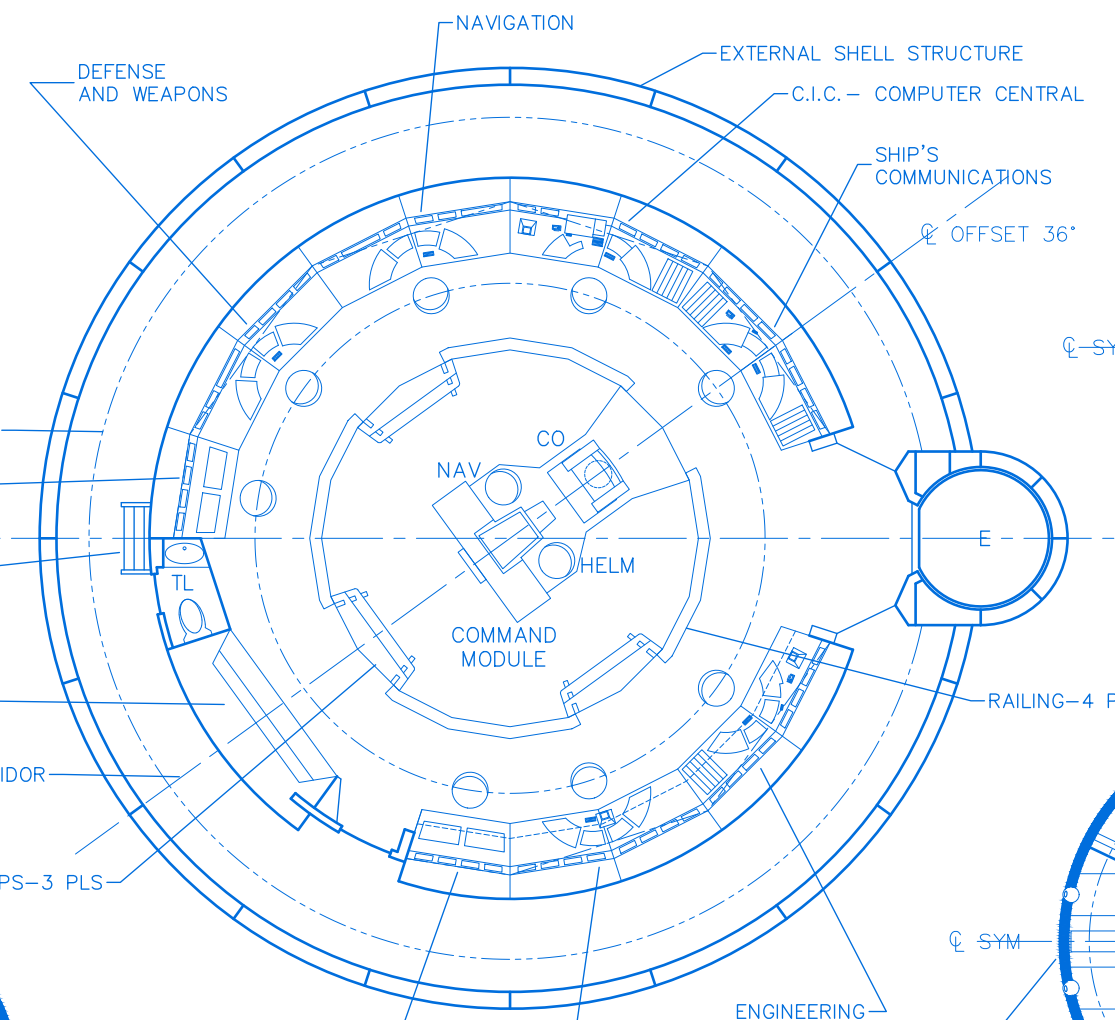 NAVIGATION
EXTERNAL SHELL STRUCTURE
DEFENSE
AND WEAPONS
C.I.C.– COMPUTER CENTRAL
SHIP'S
COMMUNICATIONS
℄ OFFSET 36°
℄ SY
CO
NAV
E
HELM
TL
COMMAND
MODULE
RAILING–4 P
IDOR
PS–3 PLS
℄ SYM
ENGINEERING